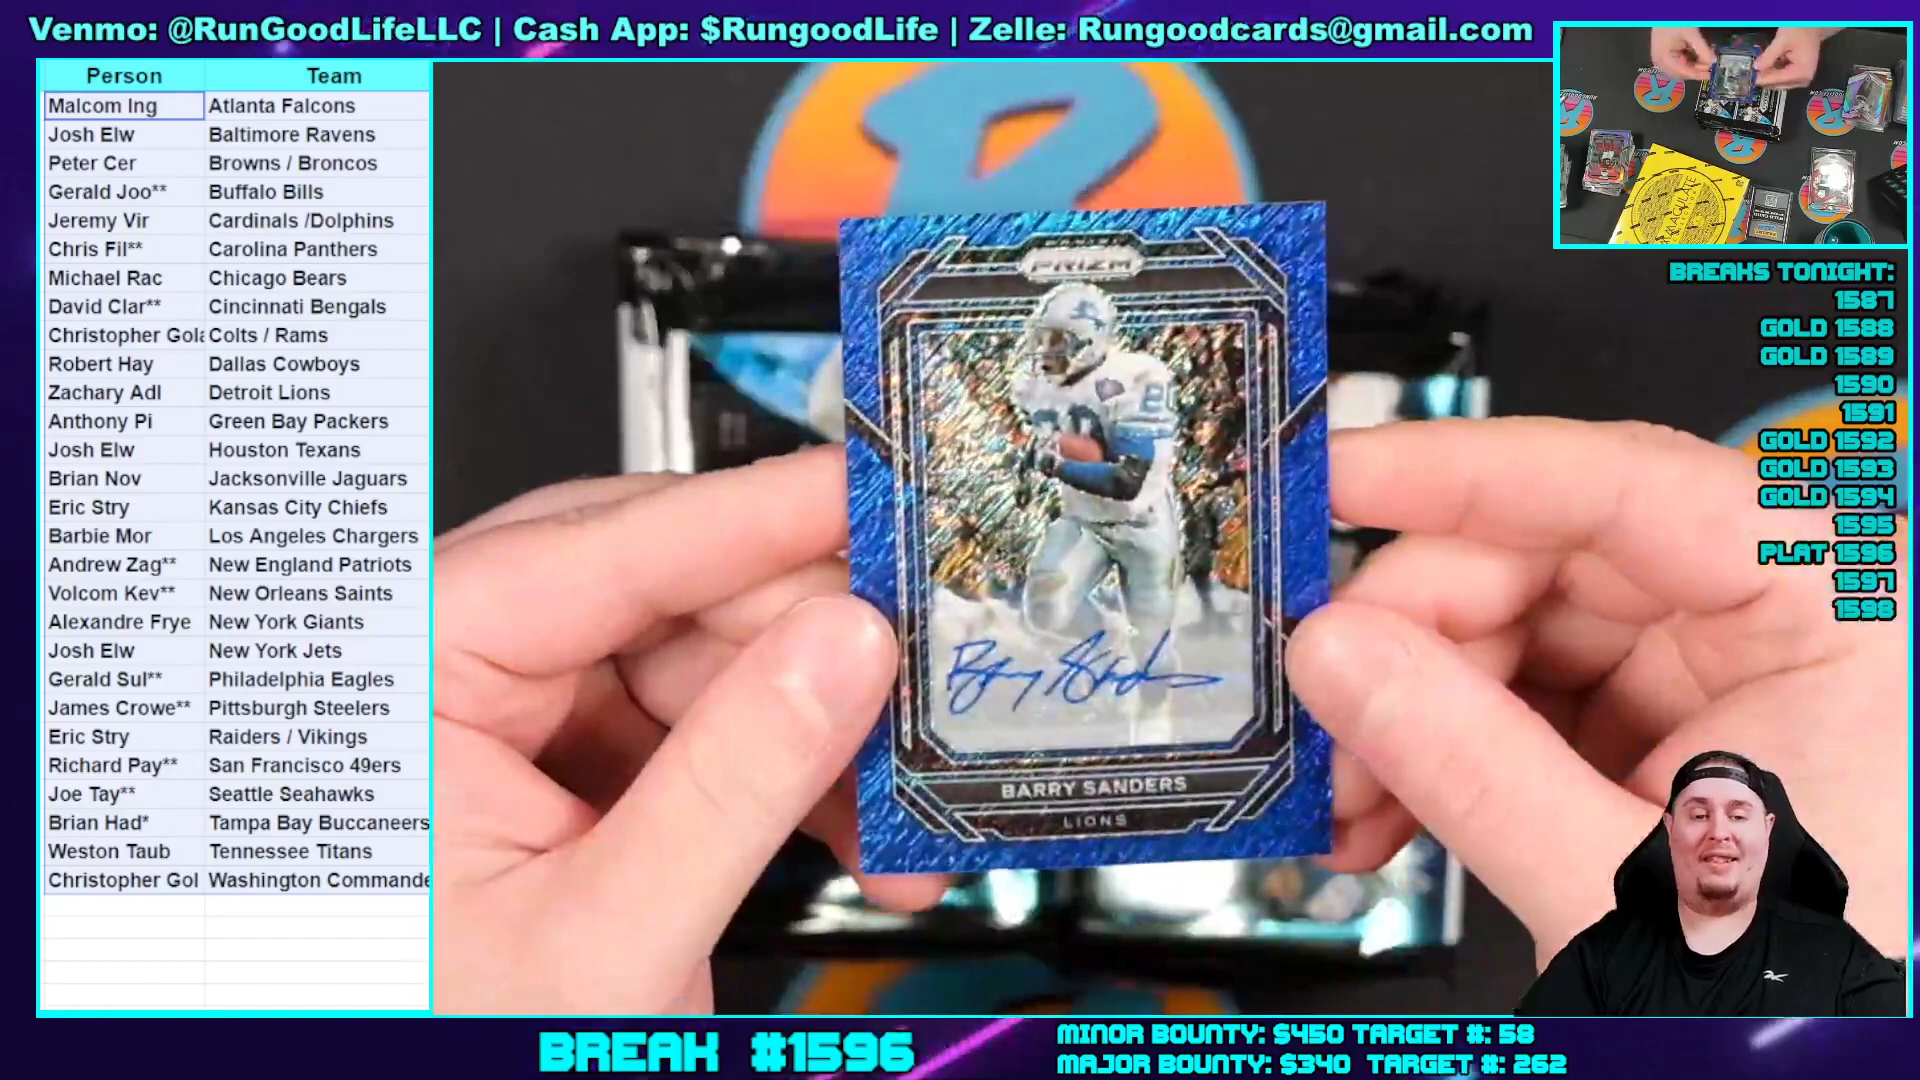 Venmo: @RunGoodLifeLLC | Cash App: $RungoodLife | Zelle: Rungoodcards@gmail.com
Person Team
Malcom Ing Atlanta Falcons
Josh Elw Baltimore Ravens
Peter Cer Browns / Broncos
Gerald Joo** Buffalo Bills
Jeremy Vir Cardinals /Dolphins
Chris Fil** Carolina Panthers
Michael Rac Chicago Bears
David Clar** Cincinnati Bengals
Christopher Gola Colts / Rams
Robert Hay Dallas Cowboys
Zachary Adl Detroit Lions
Anthony Pi Green Bay Packers
Josh Elw Houston Texans
Brian Nov Jacksonville Jaguars
Eric Stry Kansas City Chiefs
Barbie Mor Los Angeles Chargers
Andrew Zag** New England Patriots
Volcom Kev** New Orleans Saints
Alexandre Frye New York Giants
Josh Elw New York Jets
Gerald Sul** Philadelphia Eagles
James Crowe** Pittsburgh Steelers
Eric Stry Raiders / Vikings
Richard Pay** San Francisco 49ers
Joe Tay** Seattle Seahawks
Brian Had* Tampa Bay Buccaneers
Weston Taub Tennessee Titans
Christopher Gol Washington Commande
PRIZM
Barry Sanders
BARRY SANDERS
LIONS
BREAKS TONIGHT:
1587
GOLD 1588
GOLD 1589
1590
1591
GOLD 1592
GOLD 1593
GOLD 1594
1595
PLAT 1596
1597
1598
BREAK #1596
MINOR BOUNTY: $450 TARGET #: 58
MAJOR BOUNTY: $340 TARGET #: 262